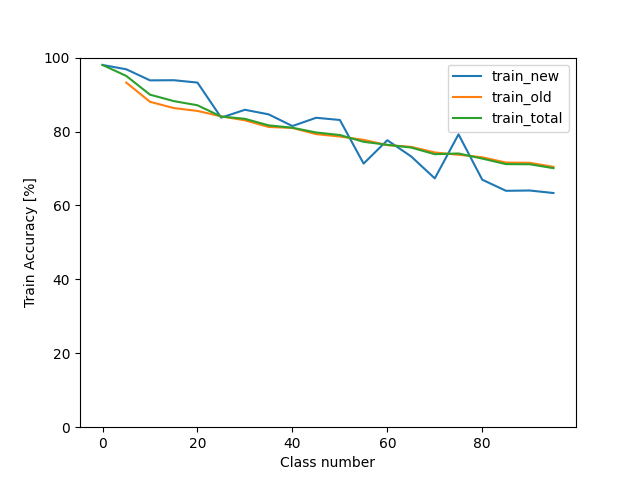 train_new
train_old
train_total
100
80
60
40
20
0
Train Accuracy [%]
0 20 40 60 80
Class number